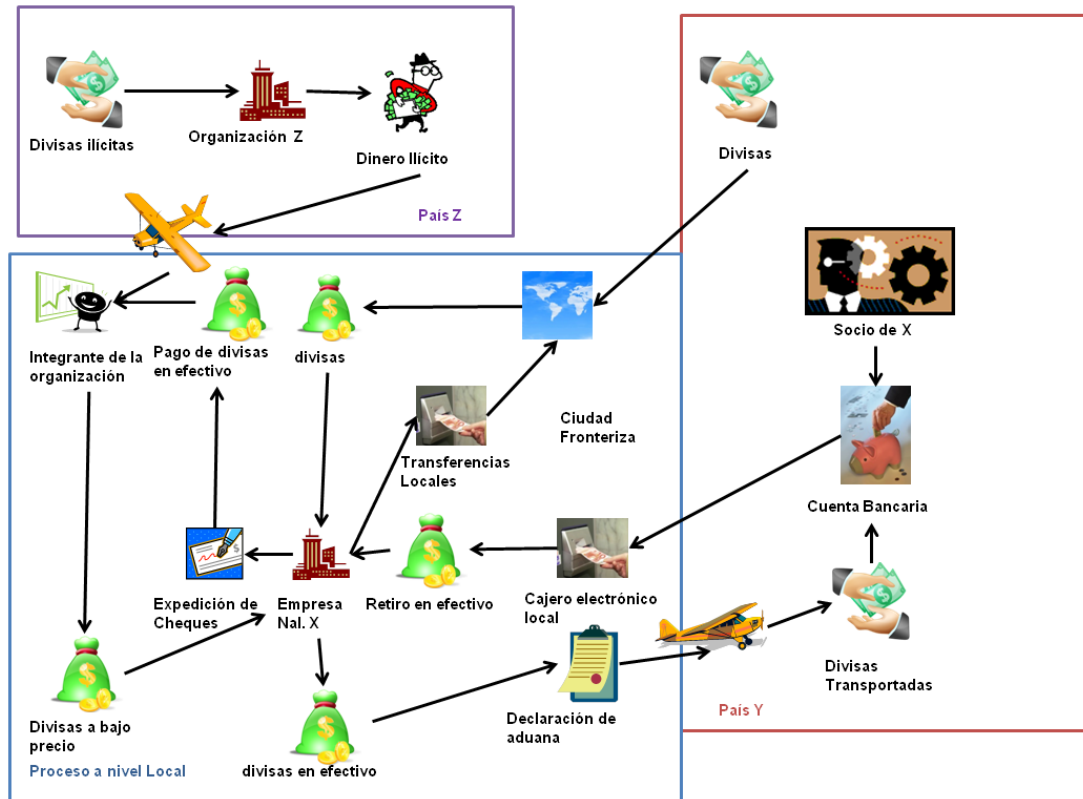 Divisas ilícitas
Organización Z
Dinero Ilícito
País Z
Divisas
Socio de X
Cuenta Bancaria
Divisas
Transportadas
País Y
Integrante de la
organización
Pago de divisas
en efectivo
divisas
Ciudad
Fronteriza
Transferencias
Locales
Expedición de
Cheques
Empresa
Nal. X
Retiro en efectivo
Cajero electrónico
local
Divisas a bajo
precio
divisas en efectivo
Declaración de
aduana
Proceso a nivel Local